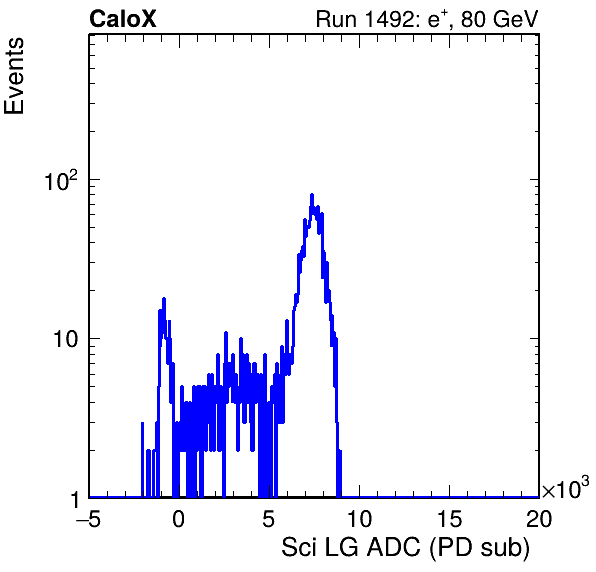 CaloX Run 1492: e⁺, 80 GeV
Events
10²
10
1
−5 0 5 10 15 20 ×10³
Sci LG ADC (PD sub)